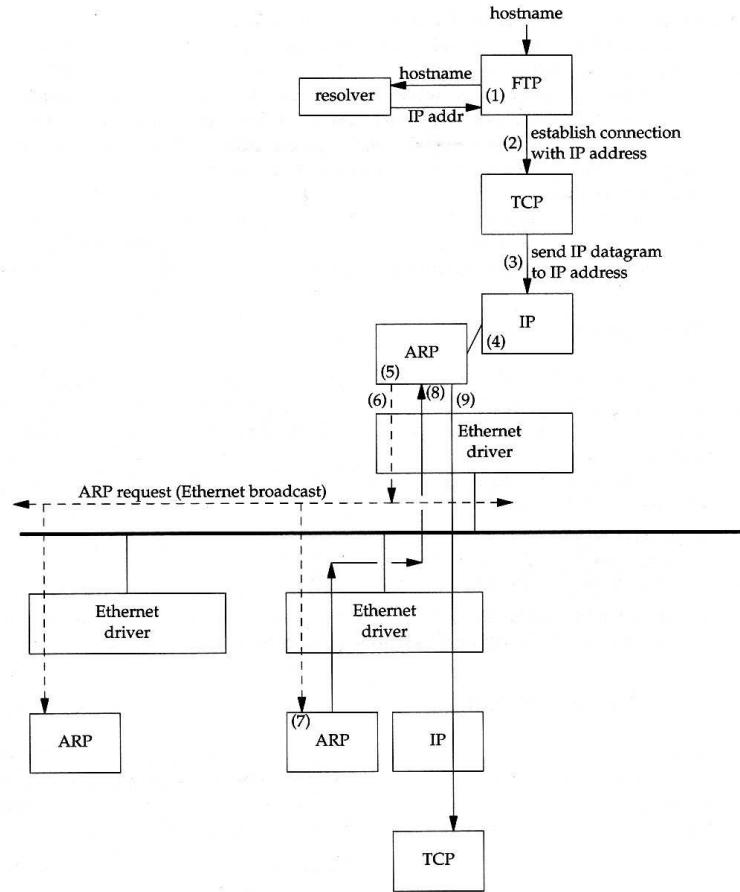 hostname
hostname
resolver
(1)
FTP
IP addr
(2)
establish connection
with IP address
TCP
(3)
send IP datagram
to IP address
IP
(4)
ARP
(5)
(6)
(8)
(9)
Ethernet
driver
ARP request (Ethernet broadcast)
Ethernet
driver
Ethernet
driver
ARP
(7)
ARP
IP
TCP